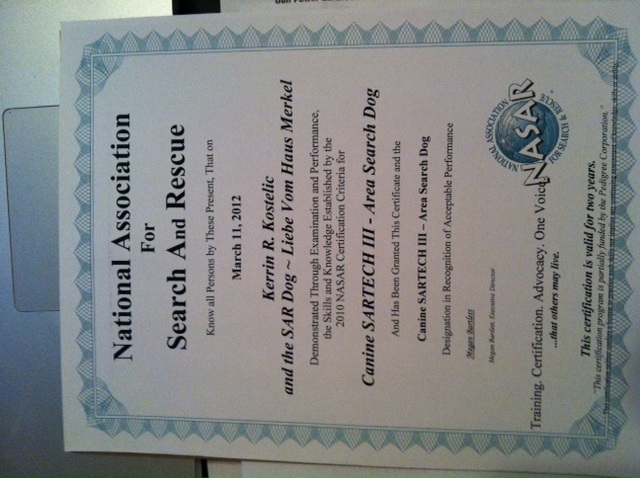 National Association
For
Search And Rescue
Know all Persons by These Present, That on
March 11, 2012
Kerrin R. Kostelic
and the SAR Dog ~ Liebe Vom Haus Merkel
Demonstrated Through Examination and Performance,
the Skills and Knowledge Established by the
2010 NASAR Certification Criteria for
Canine SARTECH III - Area Search Dog
And Has Been Granted This Certificate and the
Canine SARTECH III – Area Search Dog
Designation in Recognition of Acceptable Performance
Megan Bartlett
Megan Bartlett, Executive Director
NATIONAL ASSOCIATION
NASAR
FOR SEARCH & RESCUE
Training. Certification. Advocacy. One Voice
...that others may live.
This certification is valid for two years.
"This certification program is partially funded by the Pedigree Corporation."